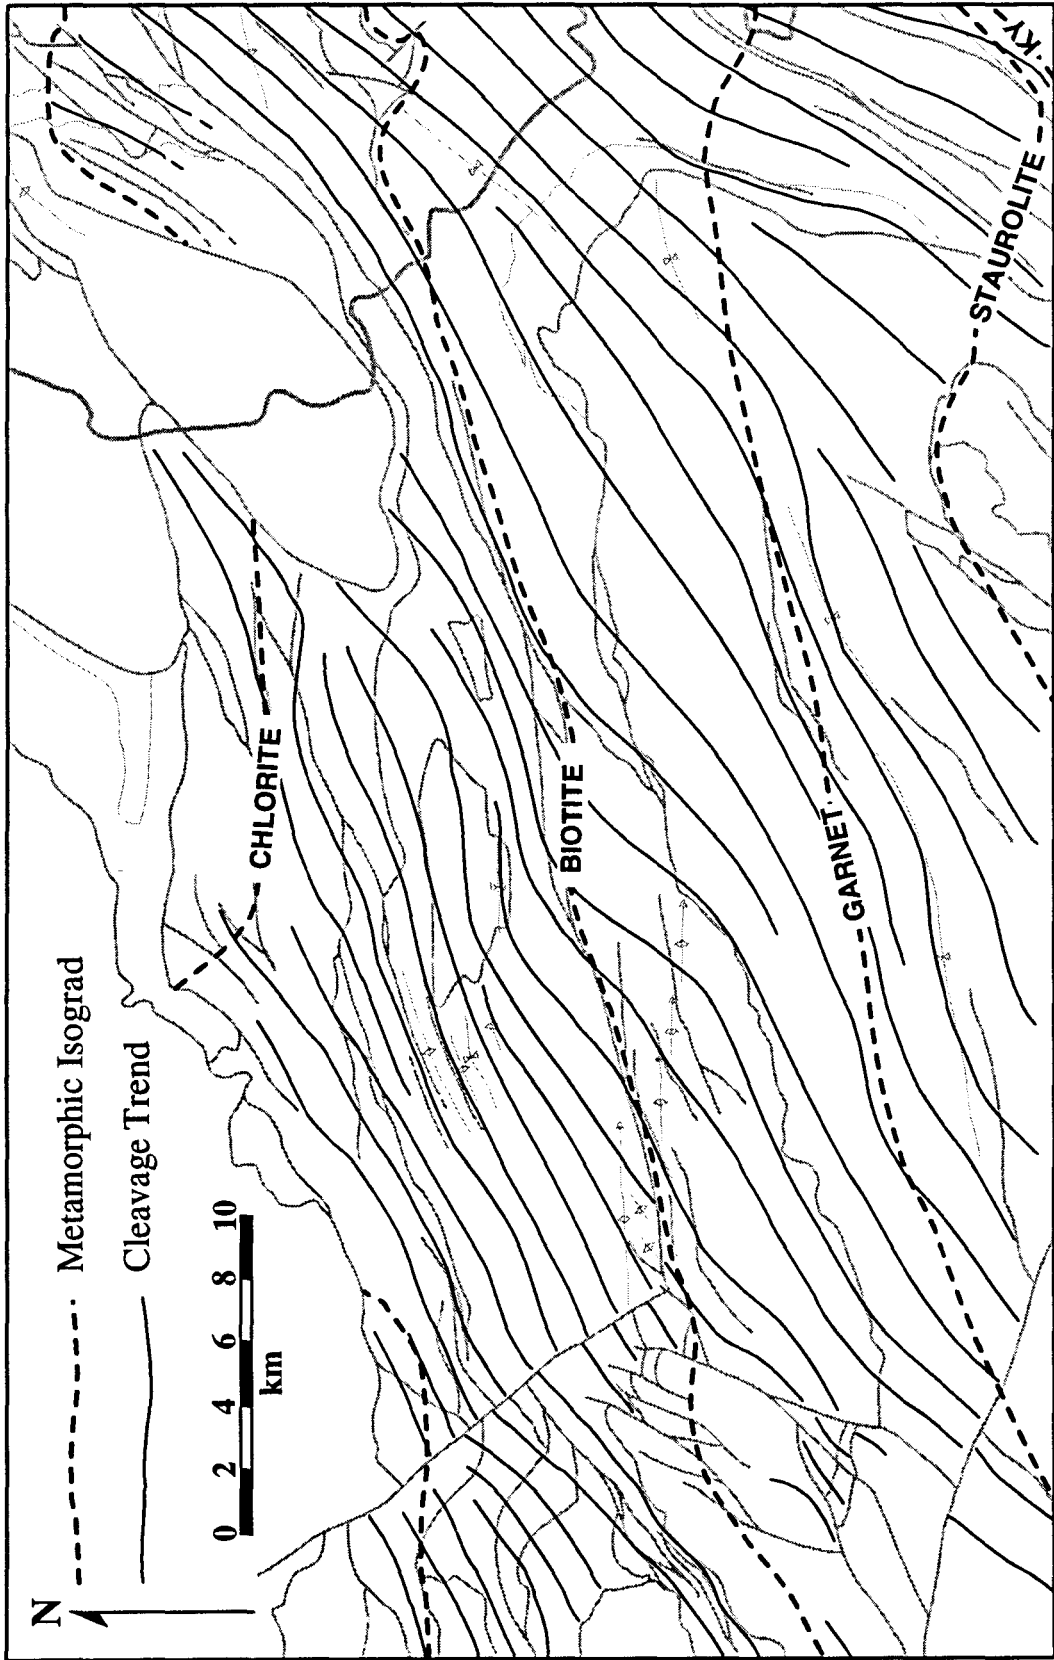 N
Metamorphic Isograd
Cleavage Trend
0 2 4 6 8 10
km
CHLORITE
BIOTITE
GARNET
STAUROLITE
KY